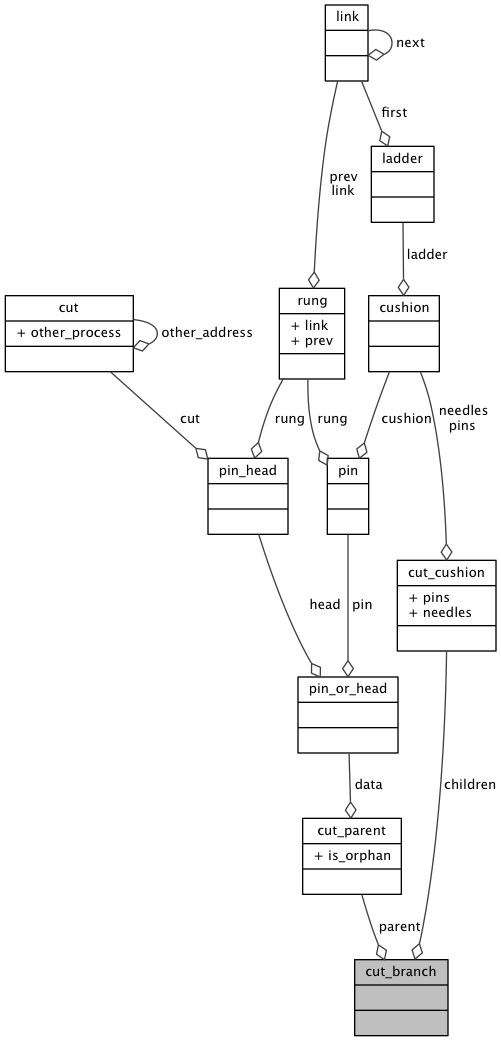 link
next
first
ladder
prev
link
ladder
rung
+ link
+ prev
cut
+ other_process
other_address
cushion
cut
rung
rung
cushion
needles
pins
pin_head
pin
cut_cushion
+ pins
+ needles
head
pin
pin_or_head
data
children
cut_parent
+ is_orphan
parent
cut_branch